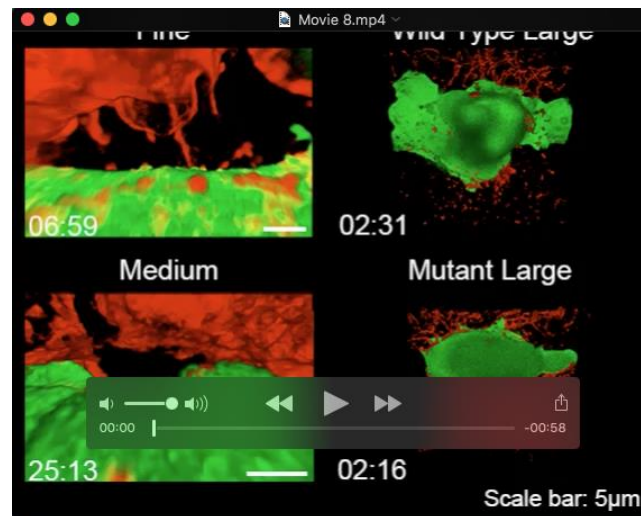 Movie 8.mp4
Fine
Wild Type Large
06:59
02:31
Medium
Mutant Large
00:00
-00:58
25:13
02:16
Scale bar: 5μm